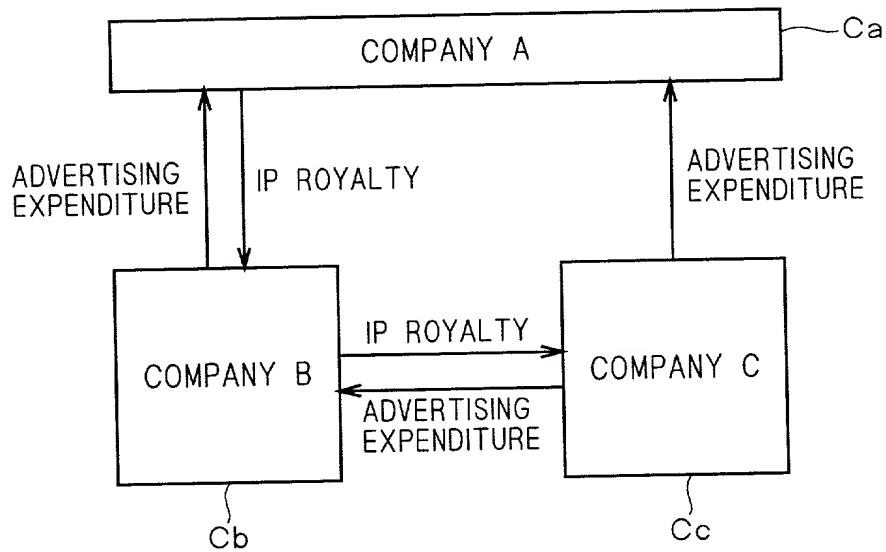 COMPANY A
Ca
ADVERTISING
EXPENDITURE
IP ROYALTY
ADVERTISING
EXPENDITURE
COMPANY B
IP ROYALTY
ADVERTISING
EXPENDITURE
COMPANY C
Cb
Cc